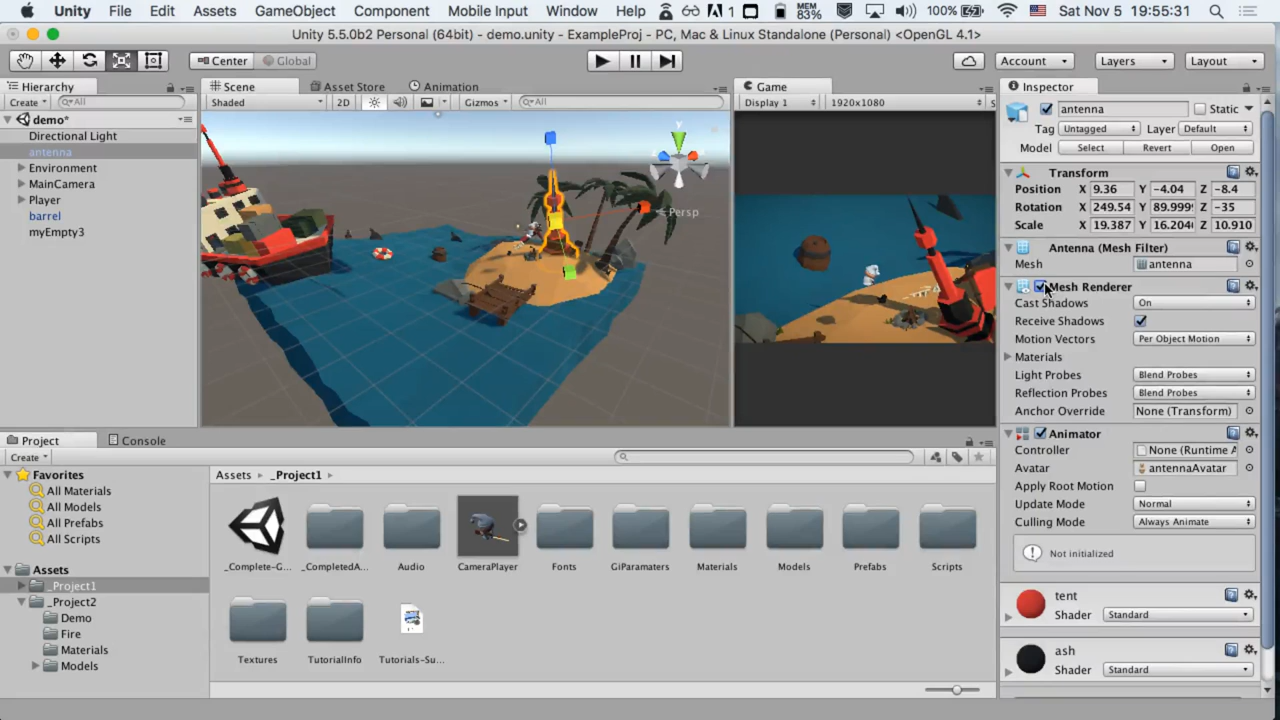 Unity File Edit Assets GameObject Component Mobile Input Window Help 1 MEM 83% 100% Sat Nov 5 19:55:31
Unity 5.5.0b2 Personal (64bit) - demo.unity - ExampleProj - PC, Mac & Linux Standalone (Personal) <OpenGL 4.1>
Center Global Account Layers Layout
Hierarchy
Create All
demo*
Directional Light
antenna
Environment
MainCamera
Player
barrel
myEmpty3
Scene Asset Store Animation
Shaded 2D Gizmos All
y
Persp
Game
Display 1 1920x1080 S
Inspector
antenna Static
Tag Untagged Layer Default
Model Select Revert Open
Transform
Position X 9.36 Y -4.04 Z -8.4
Rotation X 249.54 Y 89.999 Z -35
Scale X 19.387 Y 16.204 Z 10.910
Antenna (Mesh Filter)
Mesh antenna
Mesh Renderer
Cast Shadows On
Receive Shadows
Motion Vectors Per Object Motion
Materials
Light Probes Blend Probes
Reflection Probes Blend Probes
Anchor Override None (Transform)
Animator
Controller None (Runtime A
Avatar antennaAvatar
Apply Root Motion
Update Mode Normal
Culling Mode Always Animate
Not initialized
tent
Shader Standard
ash
Shader Standard
Project Console
Create
Favorites
All Materials
All Models
All Prefabs
All Scripts
Assets
_Project1
_Project2
Demo
Fire
Materials
Models
Assets _Project1
_Complete-G... _CompletedA... Audio CameraPlayer Fonts GiParamaters Materials Models Prefabs Scripts
Textures TutorialInfo Tutorials-Su...